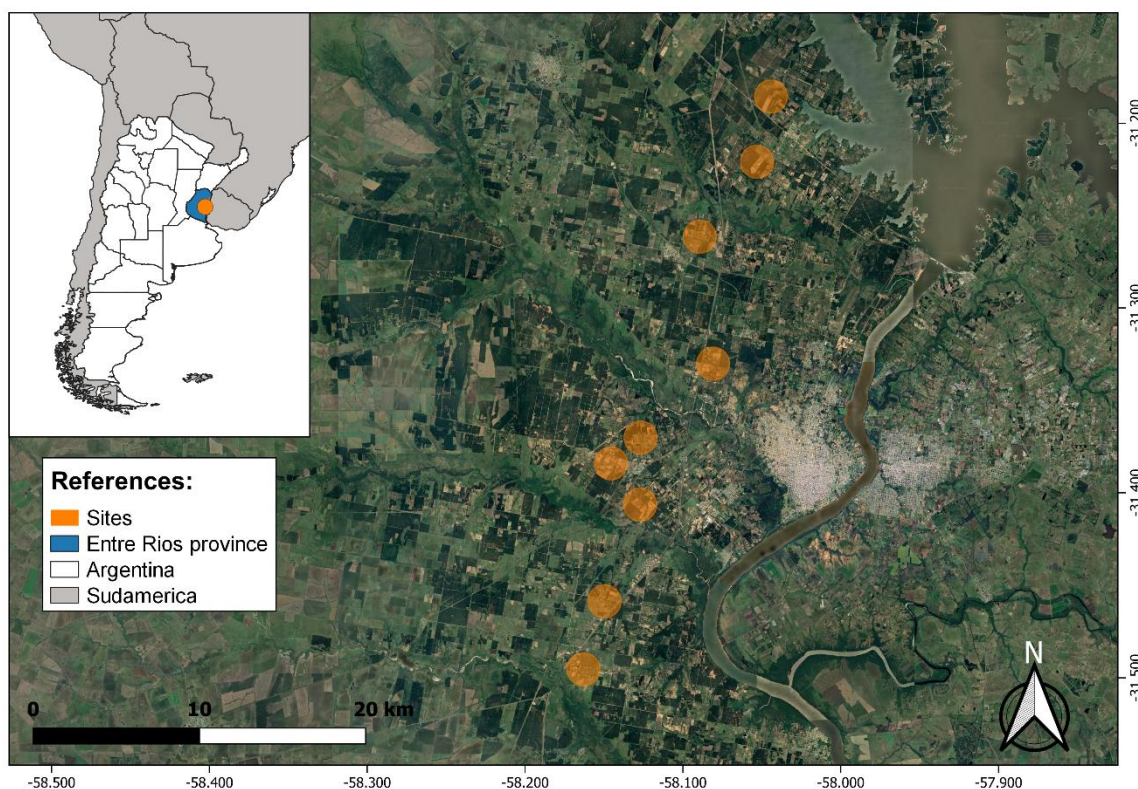 References:
Sites
Entre Rios province
Argentina
Sudamerica
0 10 20 km
N
-31.200
-31.300
-31.400
-31.500
-58.500 -58.400 -58.300 -58.200 -58.100 -58.000 -57.900